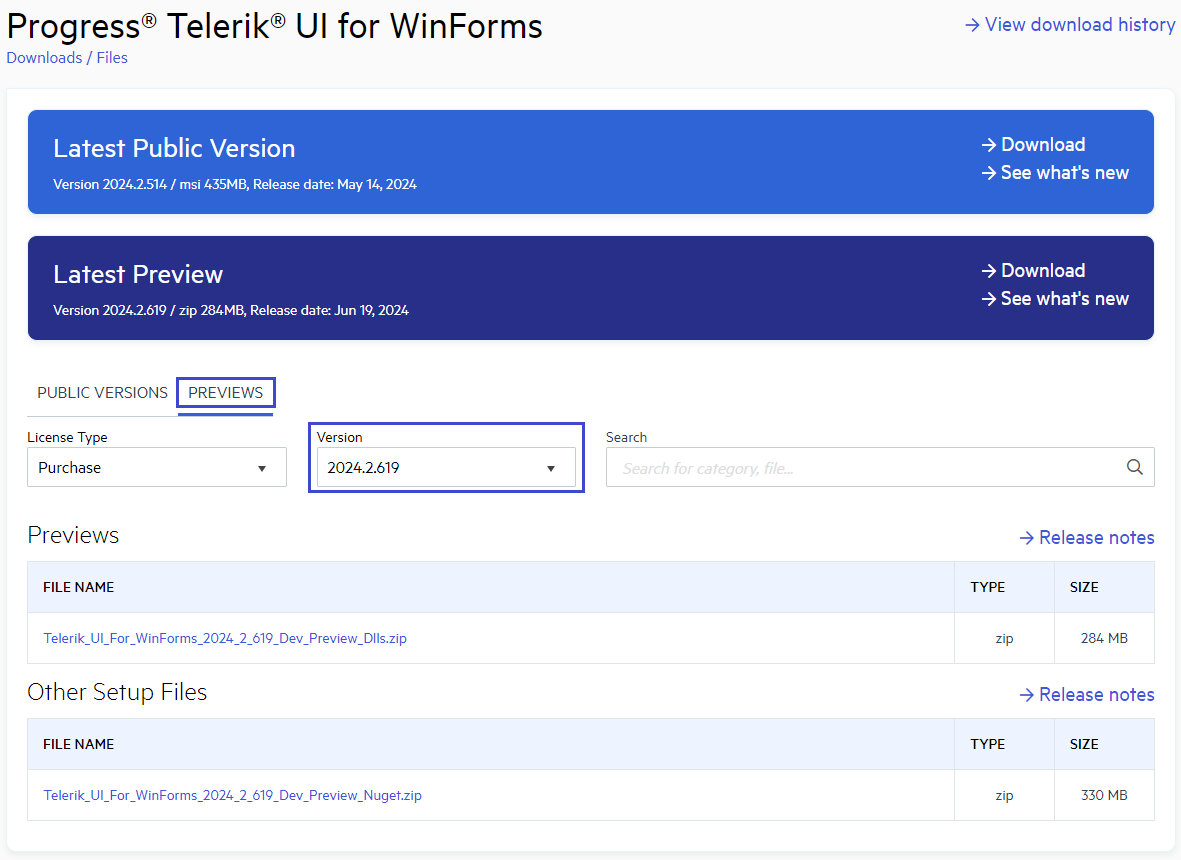 Progress® Telerik® UI for WinForms
→ View download history
Downloads / Files
Latest Public Version
Version 2024.2.514 / msi 435MB, Release date: May 14, 2024
→ Download
→ See what's new
Latest Preview
Version 2024.2.619 / zip 284MB, Release date: Jun 19, 2024
→ Download
→ See what's new
PUBLIC VERSIONS PREVIEWS
License Type
Purchase
Version
2024.2.619
Search
Search for category, file...
Previews
→ Release notes
FILE NAME TYPE SIZE
Telerik_UI_For_WinForms_2024_2_619_Dev_Preview_Dlls.zip zip 284 MB
Other Setup Files
→ Release notes
FILE NAME TYPE SIZE
Telerik_UI_For_WinForms_2024_2_619_Dev_Preview_Nuget.zip zip 330 MB